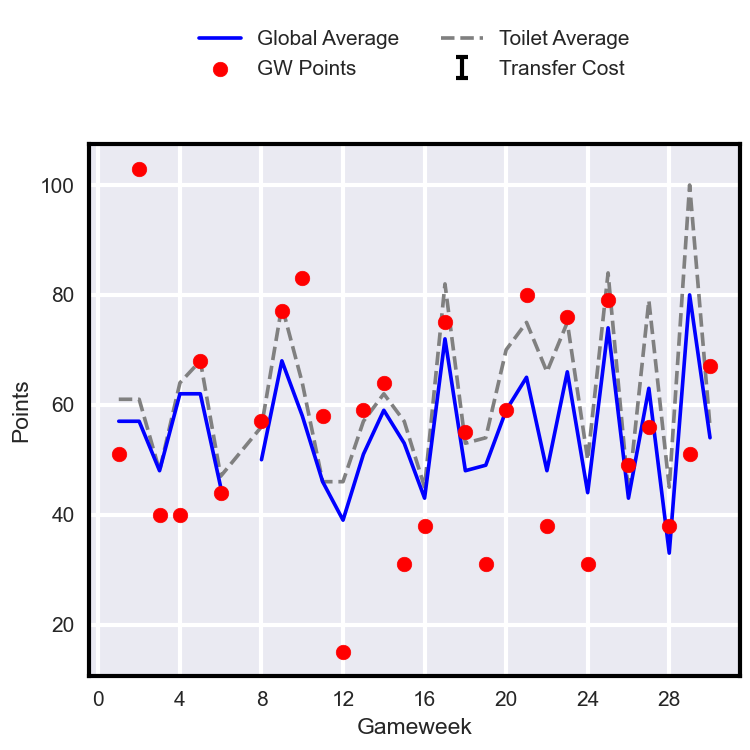 Global Average Toilet Average
GW Points Transfer Cost
100
80
60
40
20
Points
0 4 8 12 16 20 24 28
Gameweek